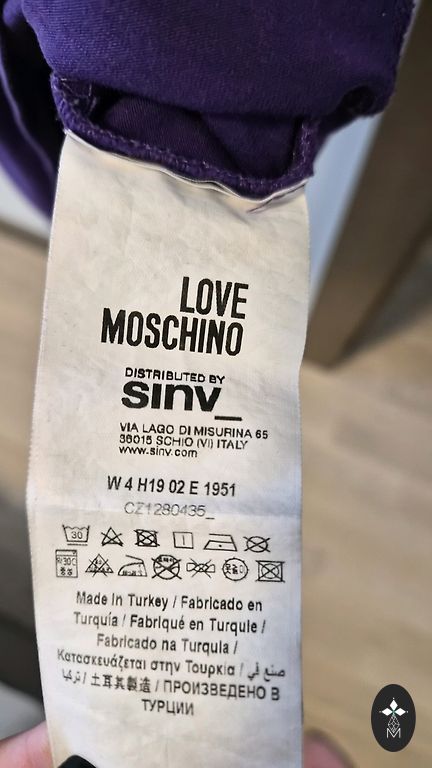 LOVE
MOSCHINO
DISTRIBUTED BY
sinv_
VIA LAGO DI MISURINA 65
36015 SCHIO (VI) ITALY
www.sinv.com
W 4 H19 02 E 1951
CZ1280435_
30
Made in Turkey / Fabricado en
Turquía / Fabriqué en Turquie /
Fabricado na Turquia /
Κατασκευάζεται στην Τουρκία / صنع في
تركيا / 土耳其製造 / ПРОИЗВЕДЕНО В
ТУРЦИИ
M